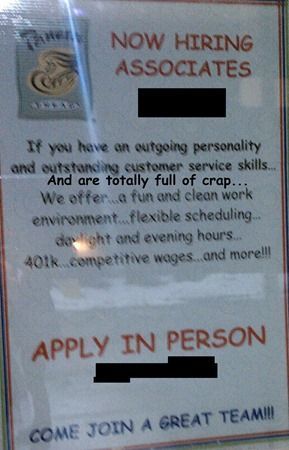 Panera
BREAD
NOW HIRING
ASSOCIATES
If you have an outgoing personality
and outstanding customer service skills...
And are totally full of crap...
We offer...a fun and clean work
environment...flexible scheduling...
daylight and evening hours...
401k...competitive wages...and more!!!
APPLY IN PERSON
COME JOIN A GREAT TEAM!!!